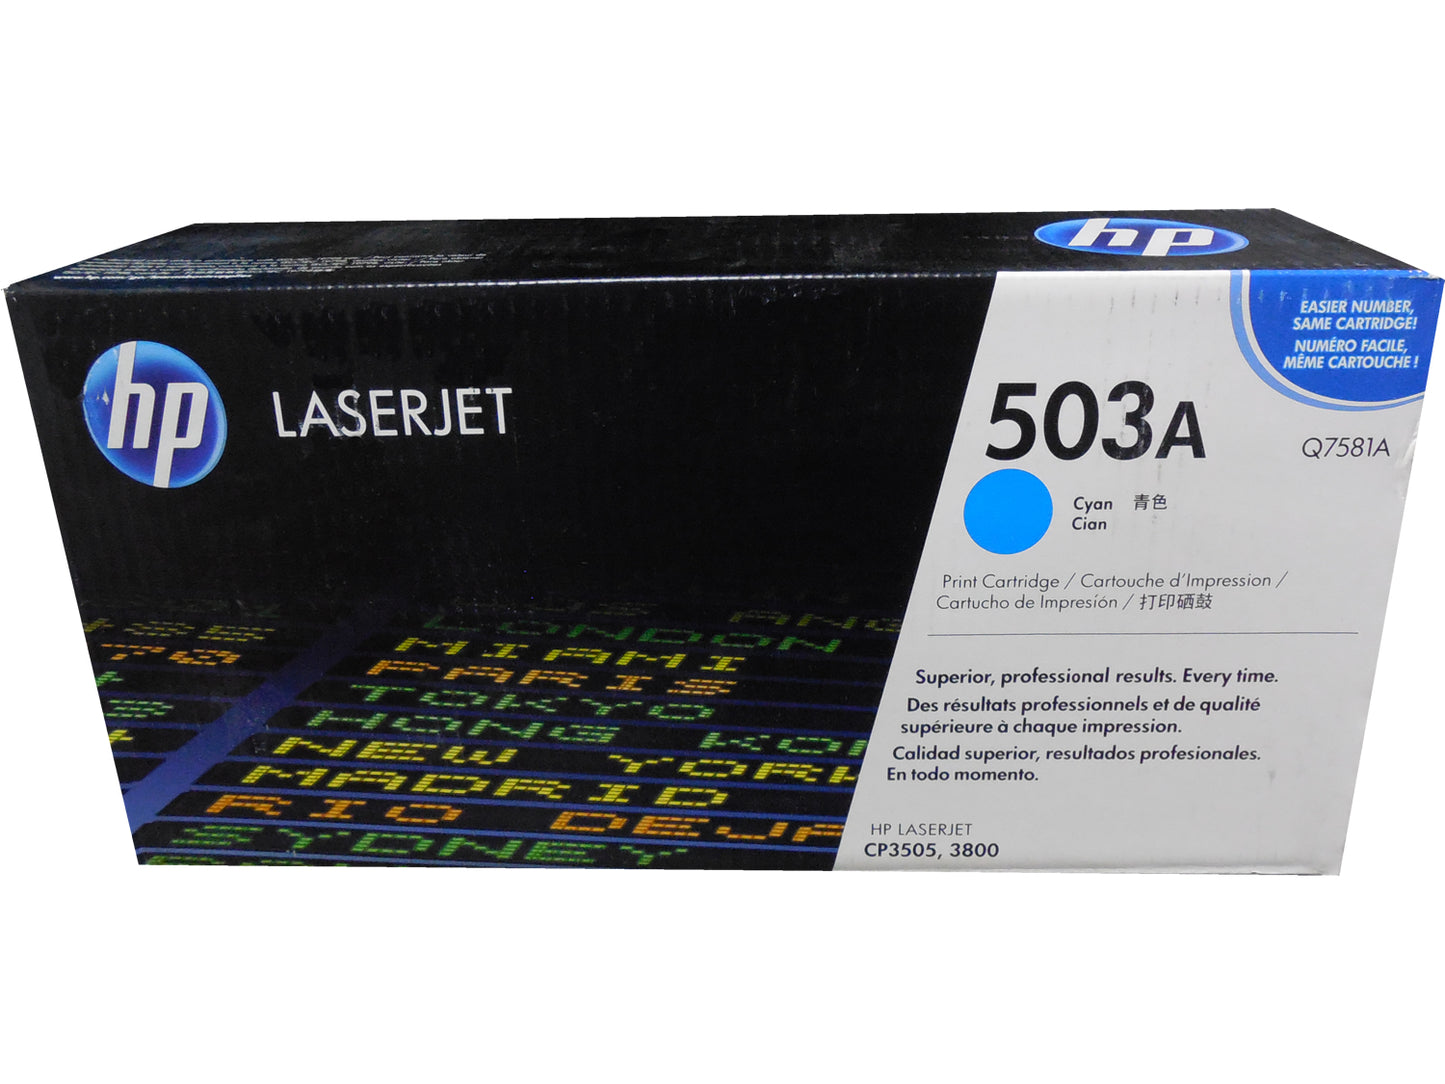 hp
hp
LASERJET
EASIER NUMBER,
SAME CARTRIDGE!
NUMÉRO FACILE,
MÊME CARTOUCHE !
503A
Q7581A
Cyan 青色
Cian
Print Cartridge / Cartouche d'Impression /
Cartucho de Impresión / 打印硒鼓
Superior, professional results. Every time.
Des résultats professionnels et de qualité
supérieure à chaque impression.
Calidad superior, resultados profesionales.
En todo momento.
HP LASERJET
CP3505, 3800
LONDON
MIAMI
PARIS
TOKYO
HONG KON
NEW YORK
MADRID
RIO DEJA
SYDNEY